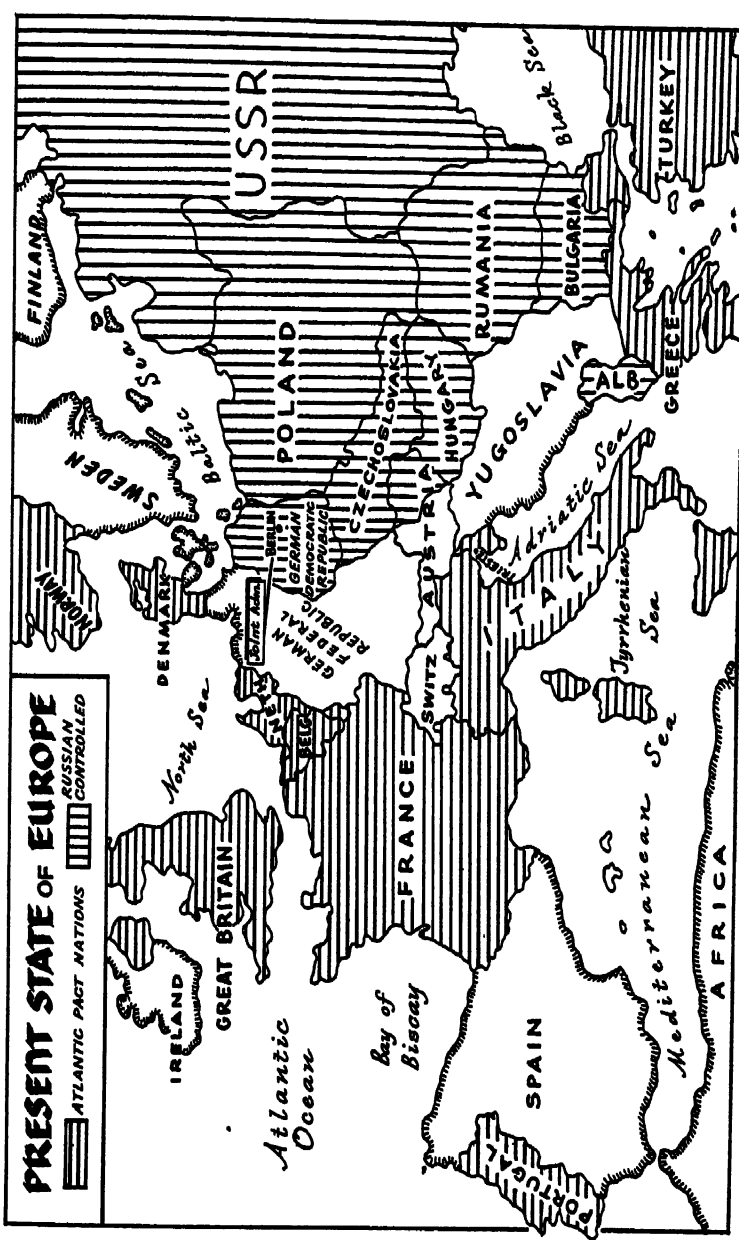 PRESENT STATE OF EUROPE
ATLANTIC PACT NATIONS
RUSSIAN
CONTROLLED
NORWAY
SWEDEN
FINLAND
DENMARK
North Sea
Baltic Sea
USSR
IRELAND
GREAT BRITAIN
Atlantic
Ocean
BELG
Joint Adm.
BERLIN
GERMAN
DEMOCRATIC
REPUBLIC
GERMAN
FEDERAL
REPUBLIC
POLAND
CZECHOSLOVAKIA
Bay of
Biscay
FRANCE
SWITZ
AUSTRIA
HUNGARY
RUMANIA
Black Sea
PORTUGAL
SPAIN
ITALY
TRIESTE
Adriatic Sea
YUGOSLAVIA
BULGARIA
ALB
GREECE
TURKEY
Tyrrhenian
Sea
Mediterranean Sea
AFRICA